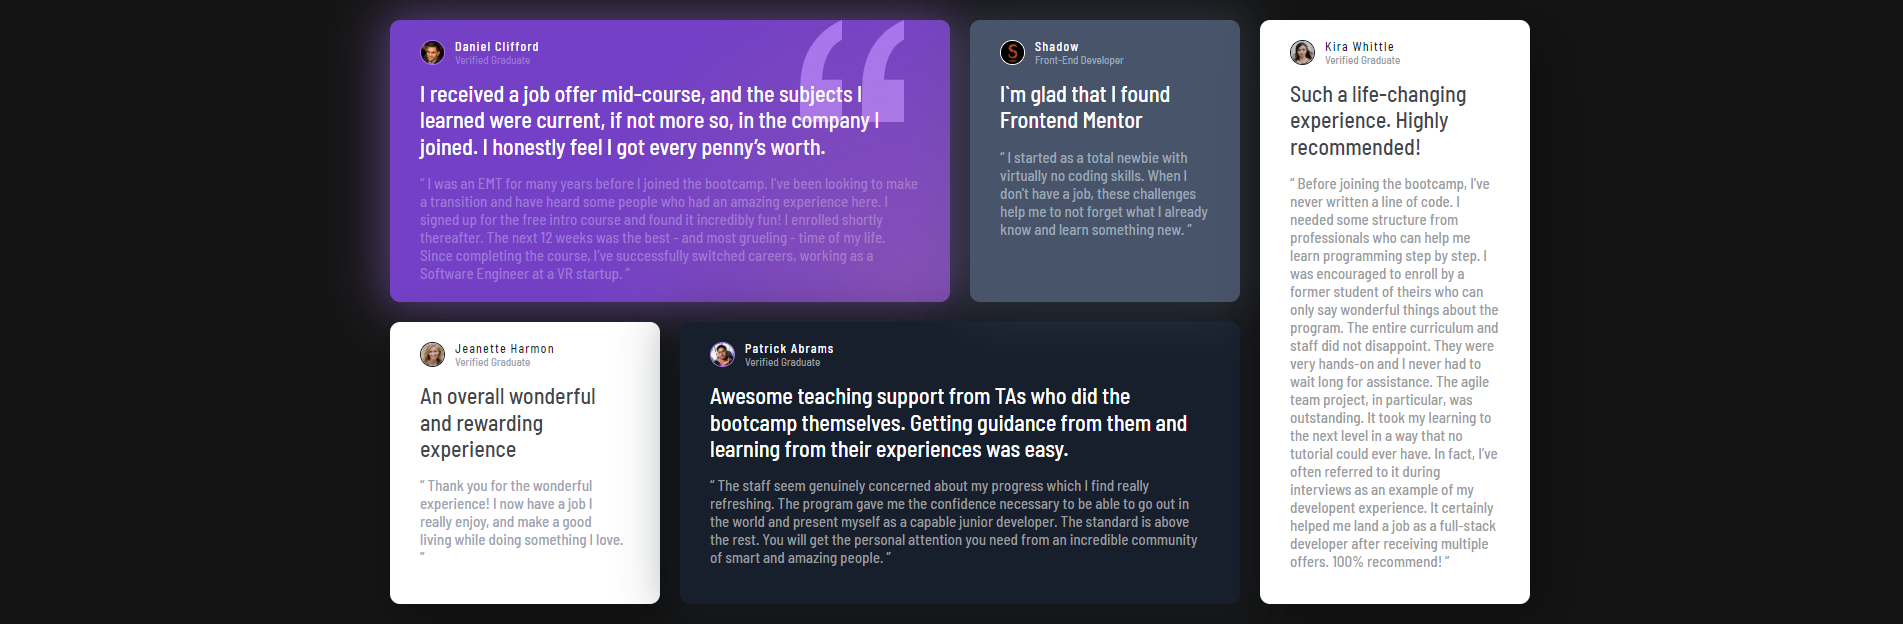 Daniel Clifford
Verified Graduate
I received a job offer mid-course, and the subjects I
learned were current, if not more so, in the company I
joined. I honestly feel I got every penny’s worth.
“ I was an EMT for many years before I joined the bootcamp. I’ve been looking to make
a transition and have heard some people who had an amazing experience here. I
signed up for the free intro course and found it incredibly fun! I enrolled shortly
thereafter. The next 12 weeks was the best - and most grueling - time of my life.
Since completing the course, I’ve successfully switched careers, working as a
Software Engineer at a VR startup. ”
S
Shadow
Front-End Developer
I`m glad that I found
Frontend Mentor
“ I started as a total newbie with
virtually no coding skills. When I
don't have a job, these challenges
help me to not forget what I already
know and learn something new. ”
Kira Whittle
Verified Graduate
Such a life-changing
experience. Highly
recommended!
“ Before joining the bootcamp, I’ve
never written a line of code. I
needed some structure from
professionals who can help me
learn programming step by step. I
was encouraged to enroll by a
former student of theirs who can
only say wonderful things about the
program. The entire curriculum and
staff did not disappoint. They were
very hands-on and I never had to
wait long for assistance. The agile
team project, in particular, was
outstanding. It took my learning to
the next level in a way that no
tutorial could ever have. In fact, I’ve
often referred to it during
interviews as an example of my
developent experience. It certainly
helped me land a job as a full-stack
developer after receiving multiple
offers. 100% recommend! ”
Jeanette Harmon
Verified Graduate
An overall wonderful
and rewarding
experience
“ Thank you for the wonderful
experience! I now have a job I
really enjoy, and make a good
living while doing something I love.
”
Patrick Abrams
Verified Graduate
Awesome teaching support from TAs who did the
bootcamp themselves. Getting guidance from them and
learning from their experiences was easy.
“ The staff seem genuinely concerned about my progress which I find really
refreshing. The program gave me the confidence necessary to be able to go out in
the world and present myself as a capable junior developer. The standard is above
the rest. You will get the personal attention you need from an incredible community
of smart and amazing people. ”